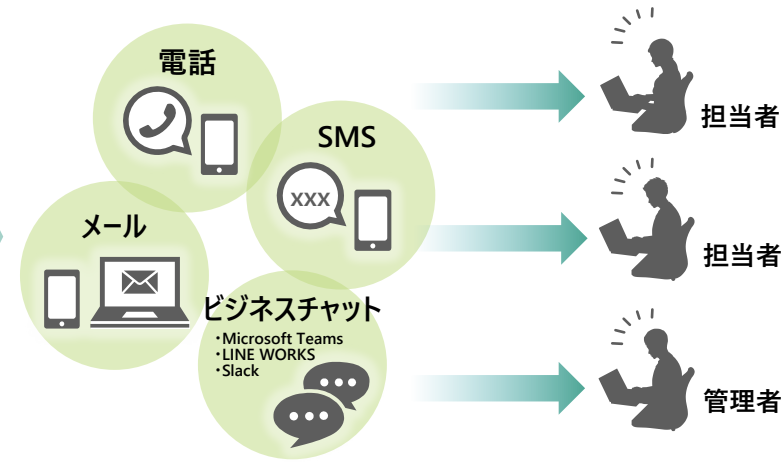 電話
SMS
xxx
メール
ビジネスチャット
・Microsoft Teams
・LINE WORKS
・Slack
担当者
担当者
管理者